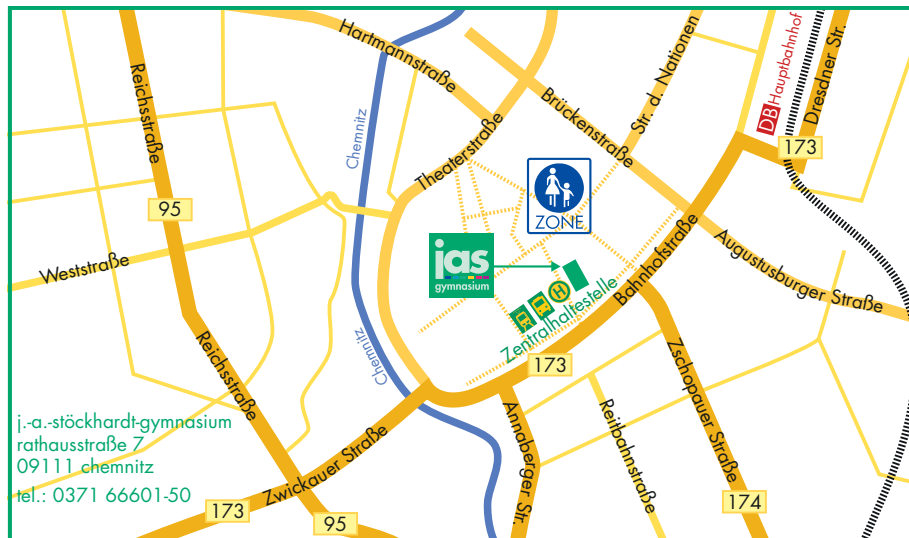 Hartmannstraße
Reichsstraße
Chemnitz
Theaterstraße
Brückenstraße
Str. d. Nationen
DB Hauptbahnhof
Dresdner Str.
173
95
ZONE
Weststraße
jas
gymnasium
H
Zentralhaltestelle
Bahnhofstraße
Augustusburger Straße
Chemnitz
Reichsstraße
173
Zschopauer Straße
Annaberger Str.
Reitbahnstraße
j.-a.-stöckhardt-gymnasium
rathausstraße 7
09111 chemnitz
tel.: 0371 66601-50
Zwickauer Straße
173
95
174